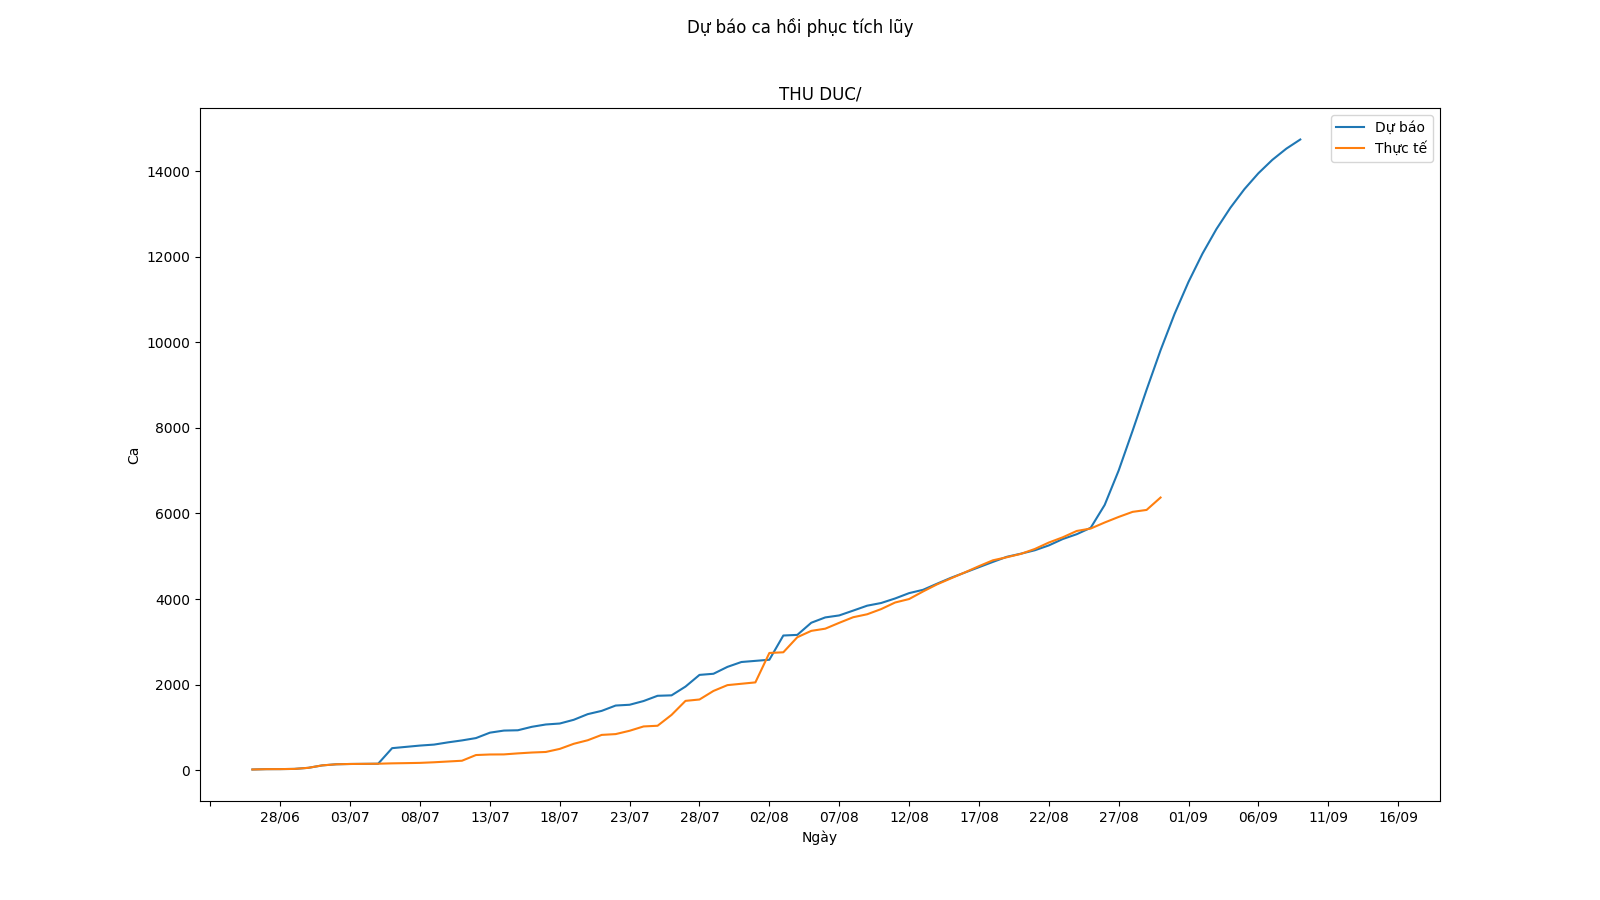 Dự báo ca hồi phục tích lũy
THU DUC/
Dự báo
Thực tế
14000
12000
10000
8000
6000
4000
2000
0
Ca
28/06 03/07 08/07 13/07 18/07 23/07 28/07 02/08 07/08 12/08 17/08 22/08 27/08 01/09 06/09 11/09 16/09
Ngày